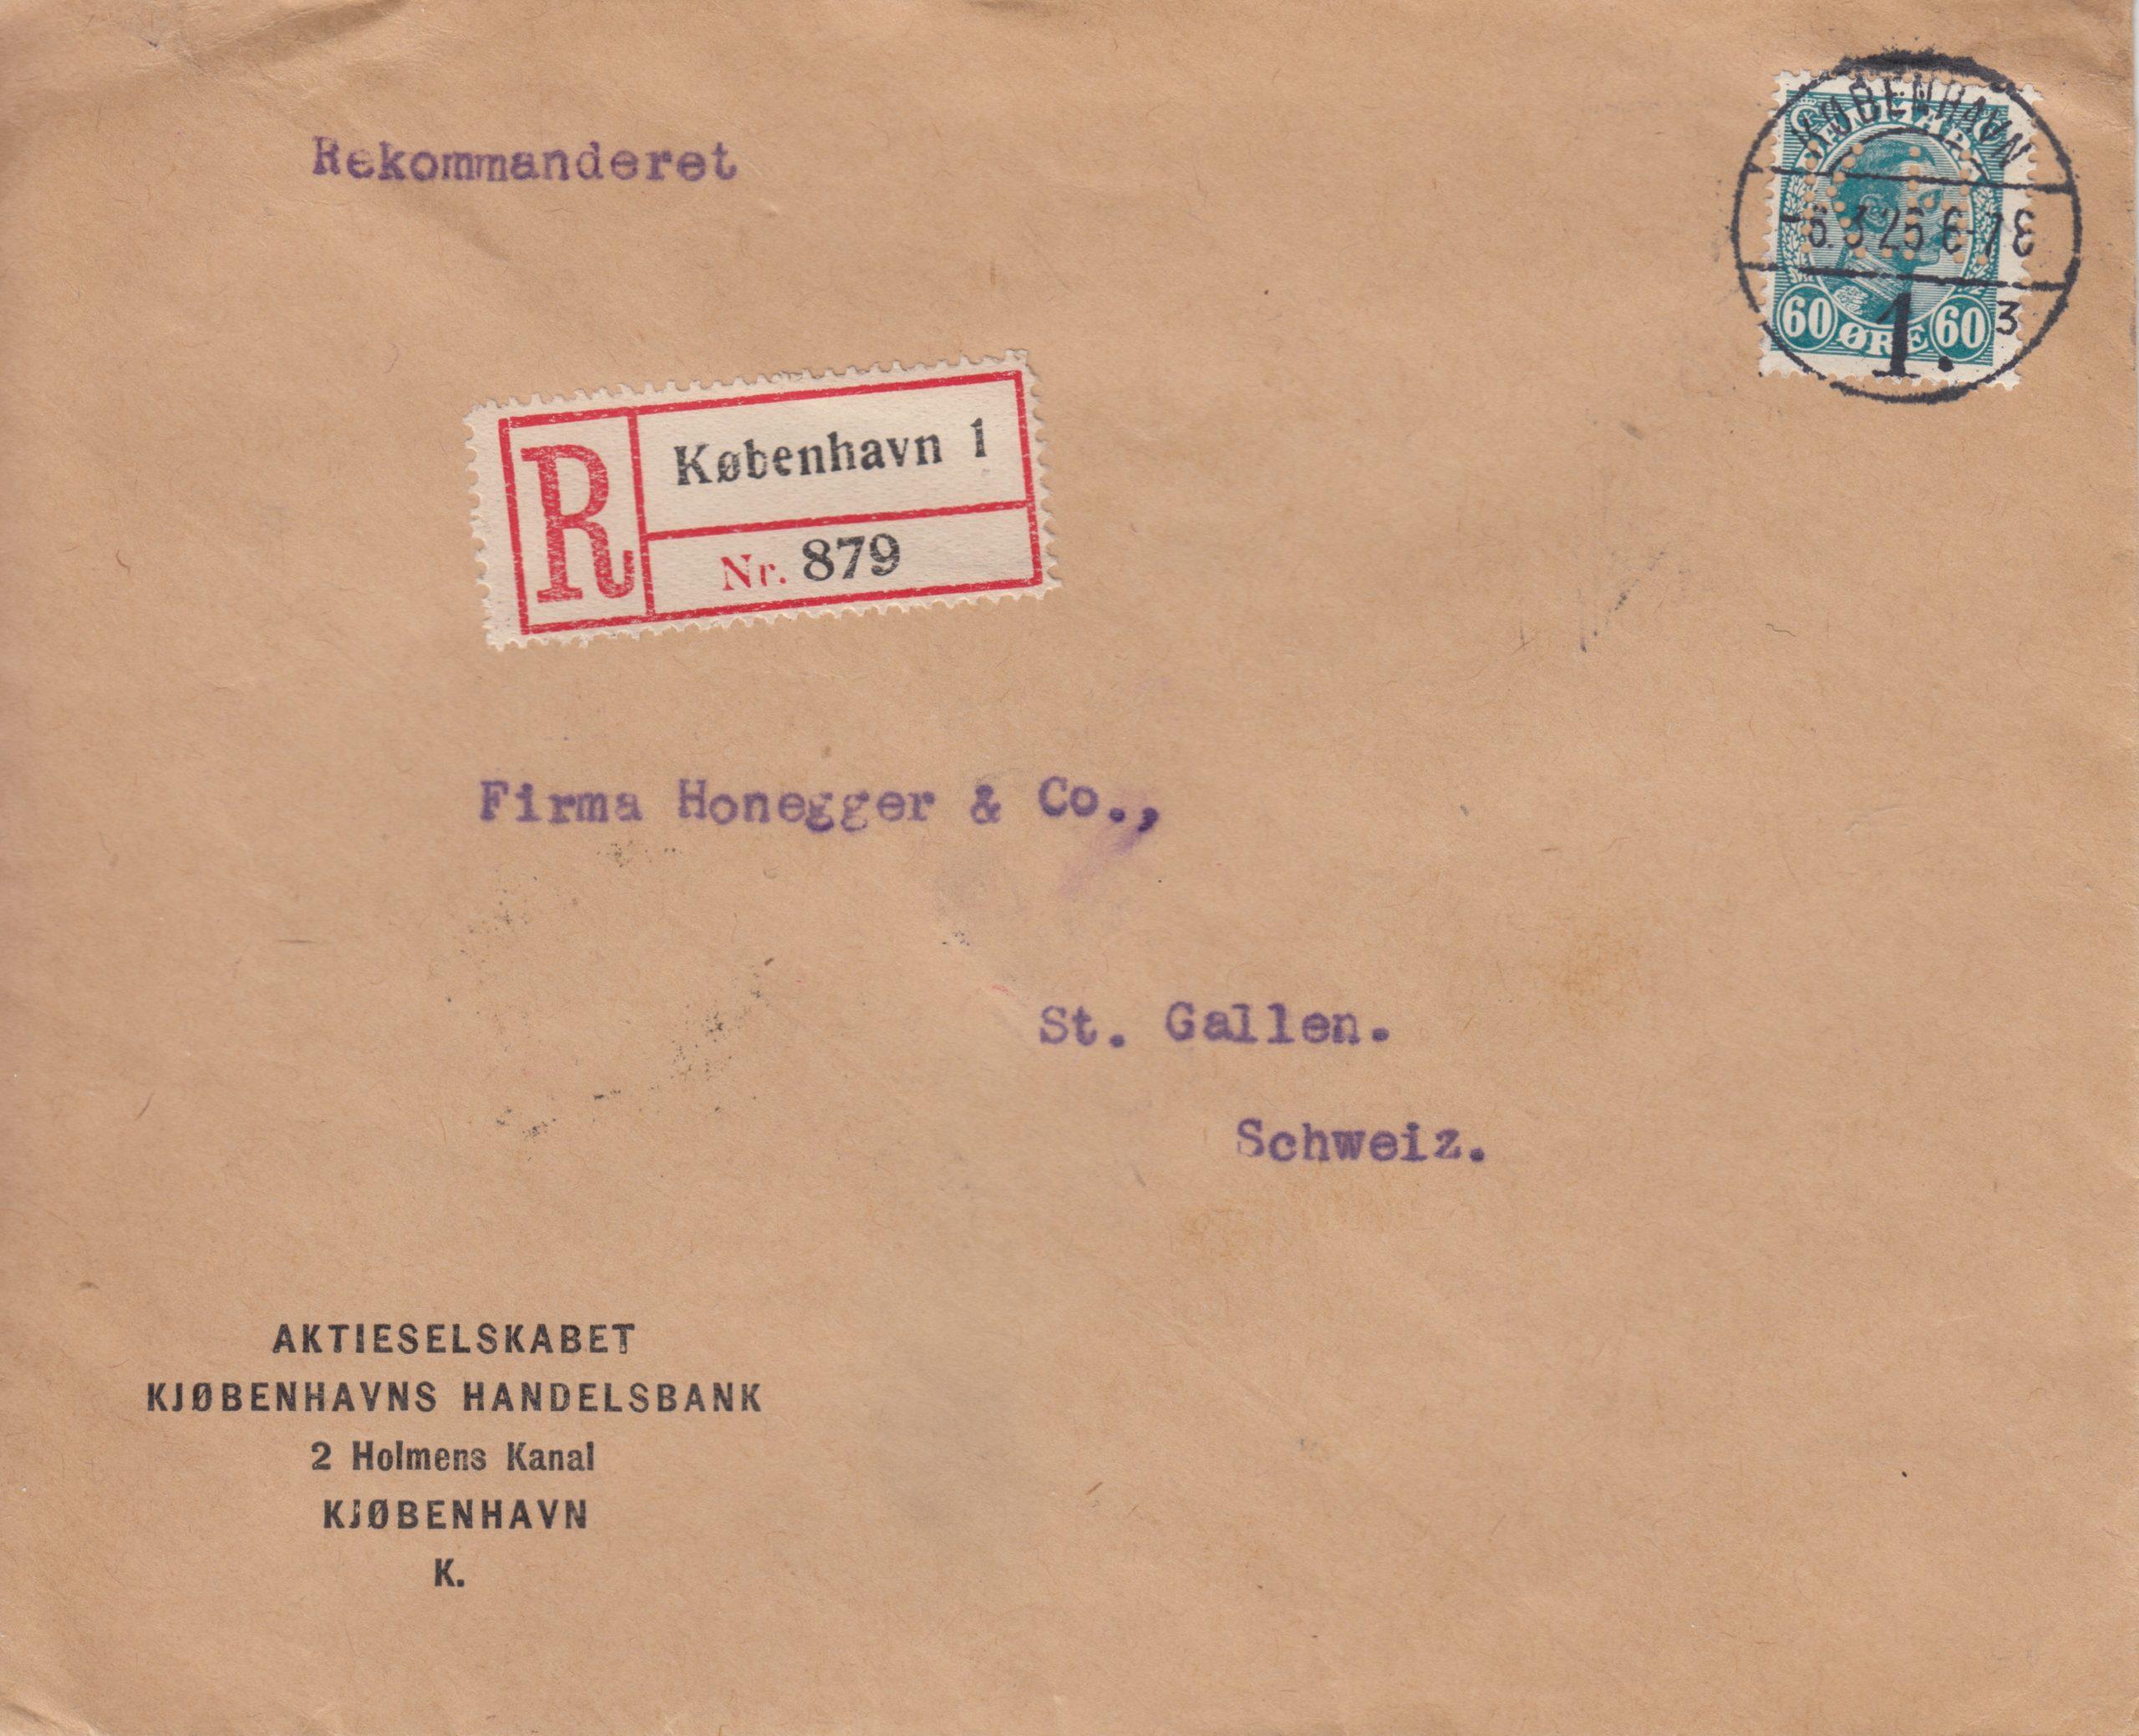 Rekommanderet
KØBENHAVN
60 ØRE 60
1.
3
R
København 1
Nr. 879
Firma Honegger & Co.,
St. Gallen.
Schweiz.
AKTIESELSKABET
KJØBENHAVNS HANDELSBANK
2 Holmens Kanal
KJØBENHAVN
K.